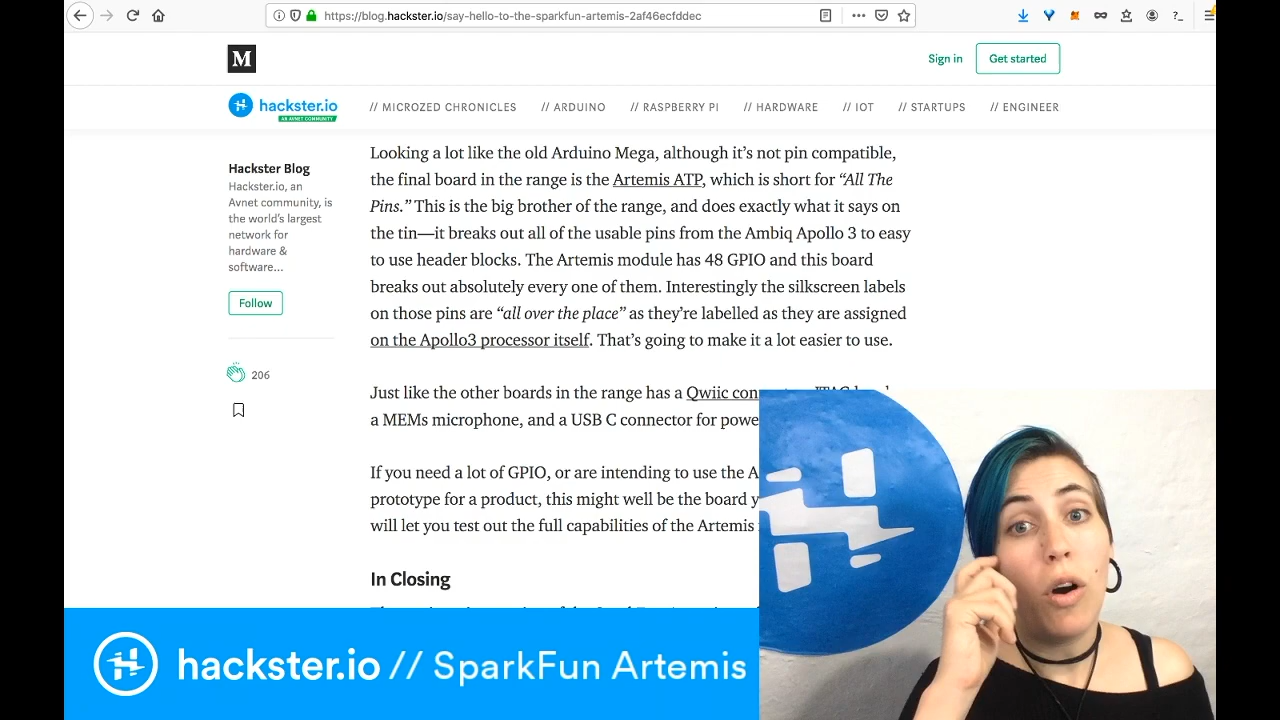 https://blog.hackster.io/say-hello-to-the-sparkfun-artemis-2af46ecfddec
M
Sign in
Get started
hackster.io
AN AVNET COMMUNITY
// MICROZED CHRONICLES // ARDUINO // RASPBERRY PI // HARDWARE // IOT // STARTUPS // ENGINEER
Hackster Blog
Hackster.io, an
Avnet community, is
the world's largest
network for
hardware &
software...
Follow
206
Looking a lot like the old Arduino Mega, although it's not pin compatible,
the final board in the range is the Artemis ATP, which is short for “All The
Pins.” This is the big brother of the range, and does exactly what it says on
the tin—it breaks out all of the usable pins from the Ambiq Apollo 3 to easy
to use header blocks. The Artemis module has 48 GPIO and this board
breaks out absolutely every one of them. Interestingly the silkscreen labels
on those pins are “all over the place” as they're labelled as they are assigned
on the Apollo3 processor itself. That's going to make it a lot easier to use.
Just like the other boards in the range has a Qwiic
a MEMs microphone, and a USB C connector for
If you need a lot of GPIO, or are intending to use the
prototype for a product, this might well be the board
will let you test out the full capabilities of the Artemis
In Closing
hackster.io // SparkFun Artemis